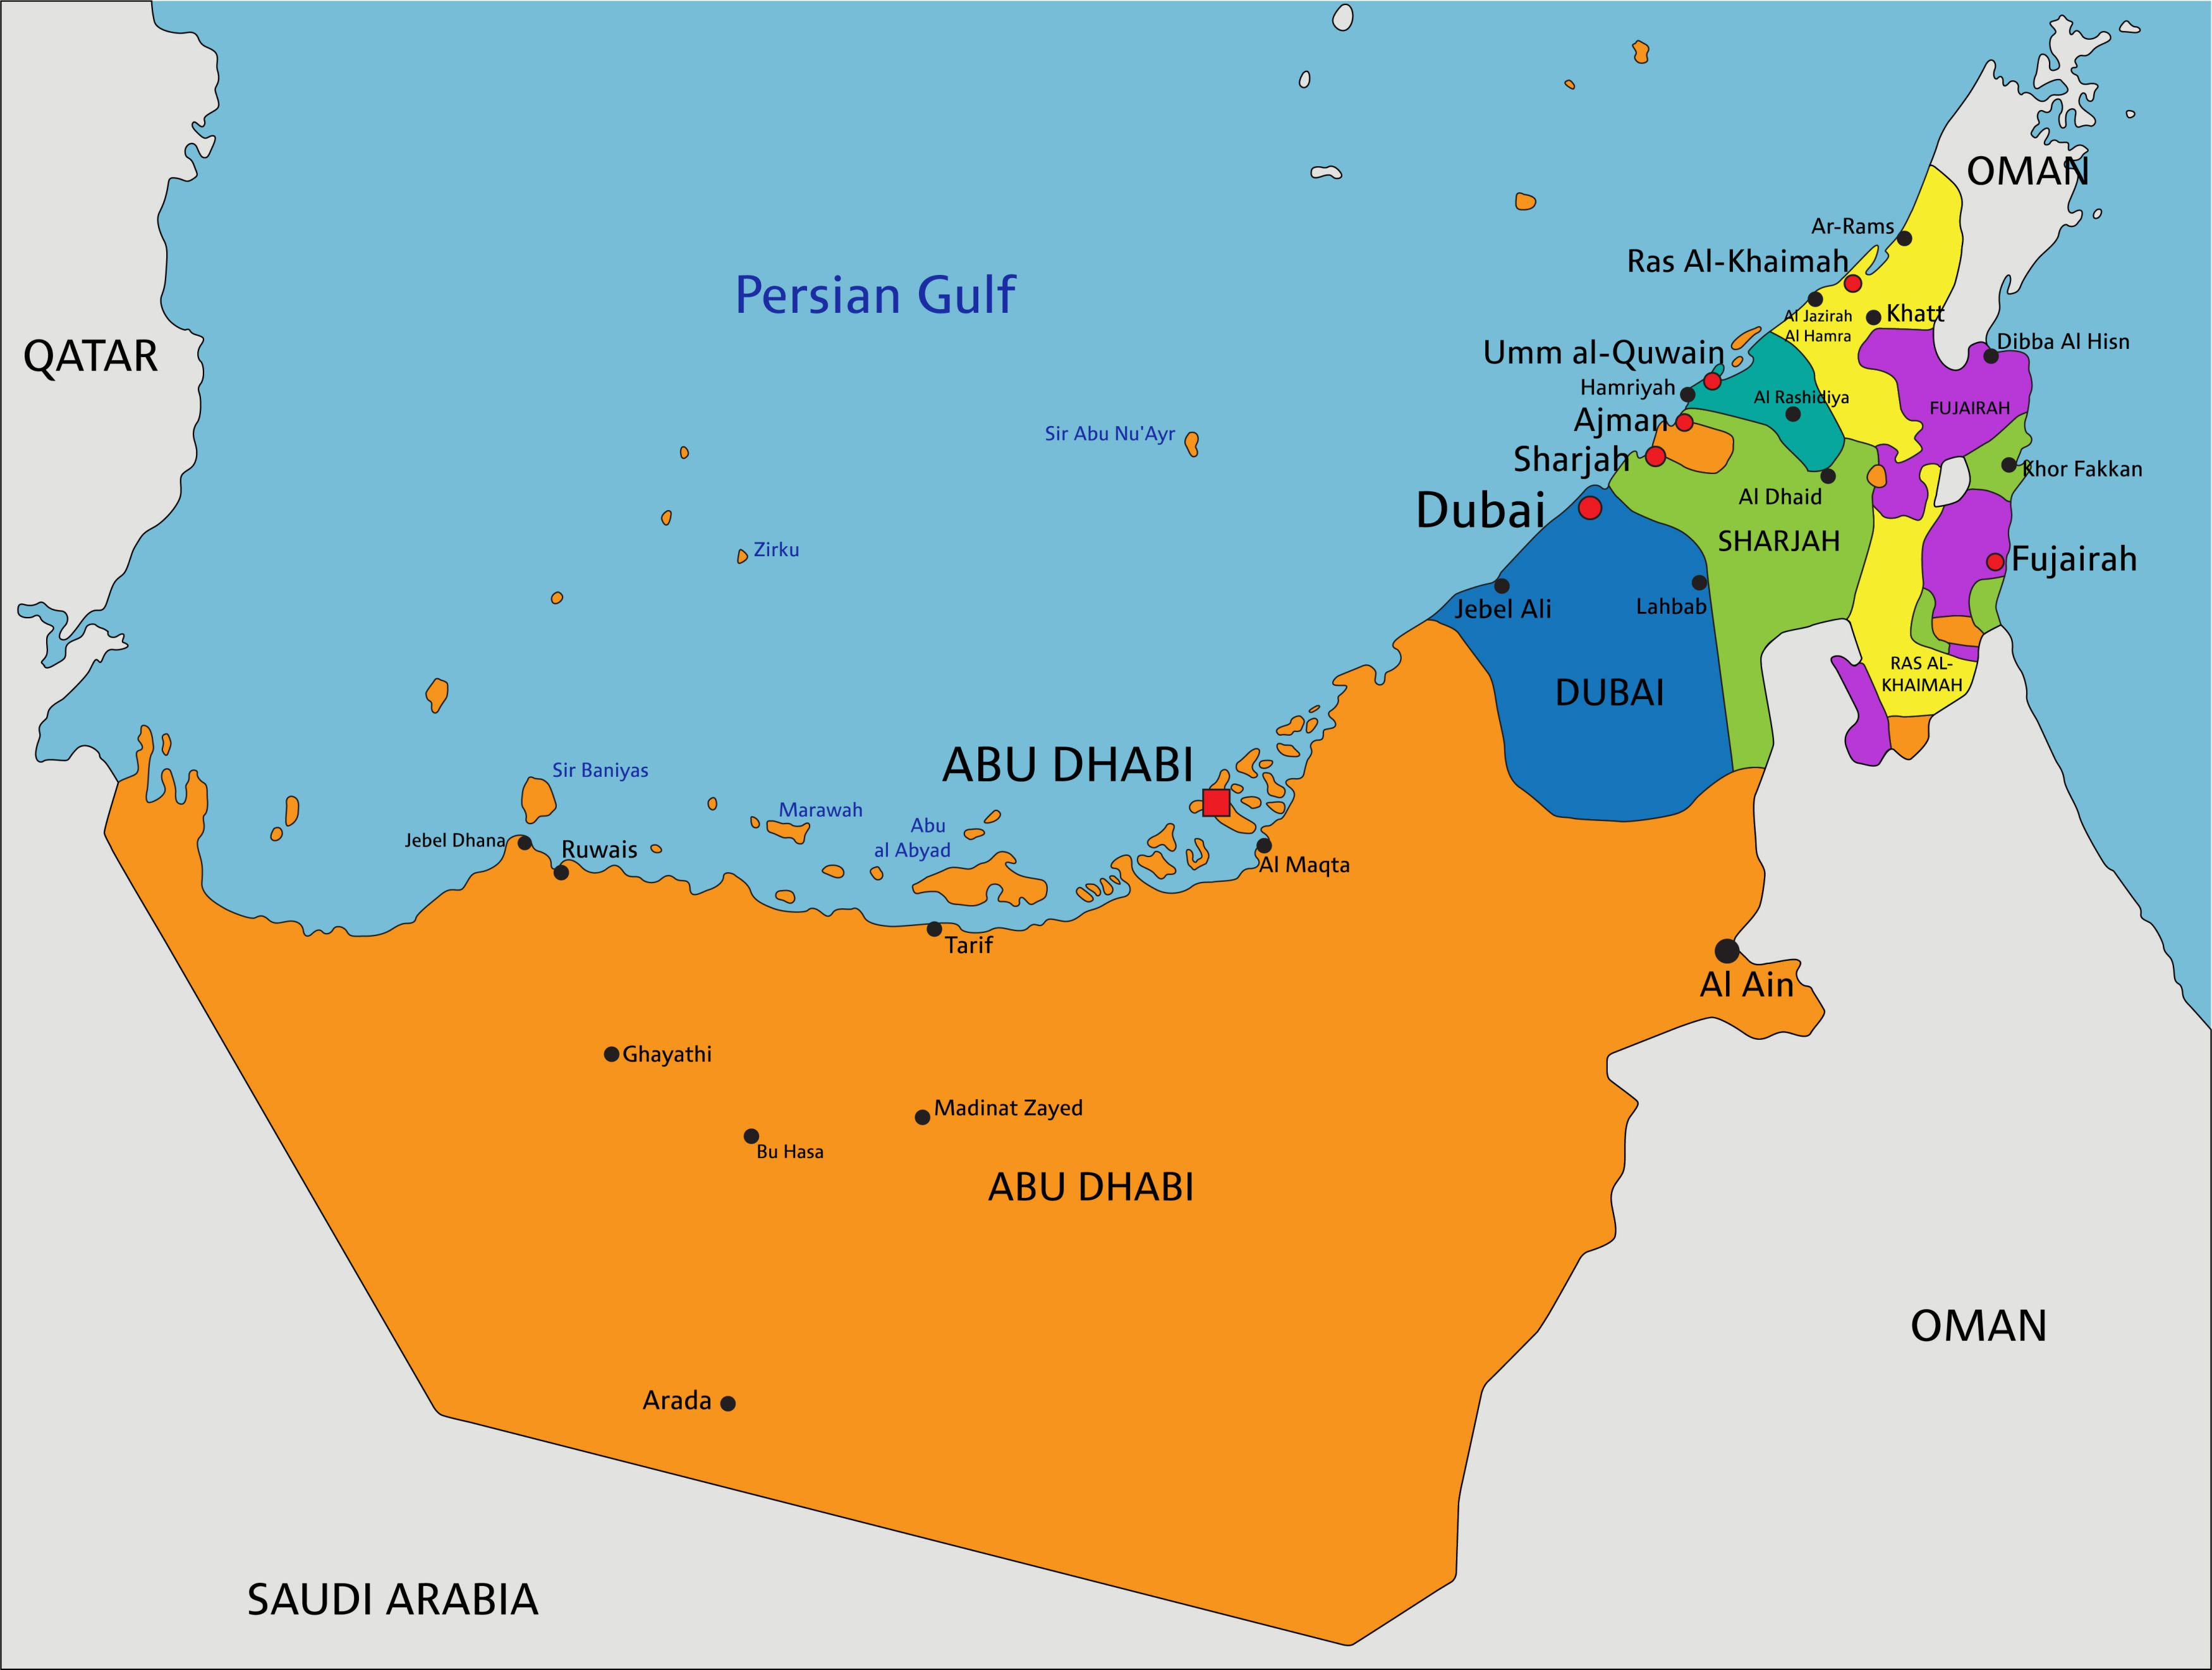 OMAN
Ar-Rams
Ras Al-Khaimah
Persian Gulf
Al Jazirah
Al Hamra
Khatt
QATAR
Umm al-Quwain
Dibba Al Hisn
Hamriyah
Al Rashidiya
FUJAIRAH
Ajman
Sir Abu Nu'Ayr
Sharjah
Khor Fakkan
Al Dhaid
Dubai
SHARJAH
Zirku
Fujairah
Jebel Ali
Lahbab
RAS AL-
KHAIMAH
DUBAI
ABU DHABI
Sir Baniyas
Marawah
Abu
al Abyad
Jebel Dhana
Ruwais
Al Maqta
Tarif
Al Ain
Ghayathi
Madinat Zayed
Bu Hasa
ABU DHABI
OMAN
Arada
SAUDI ARABIA